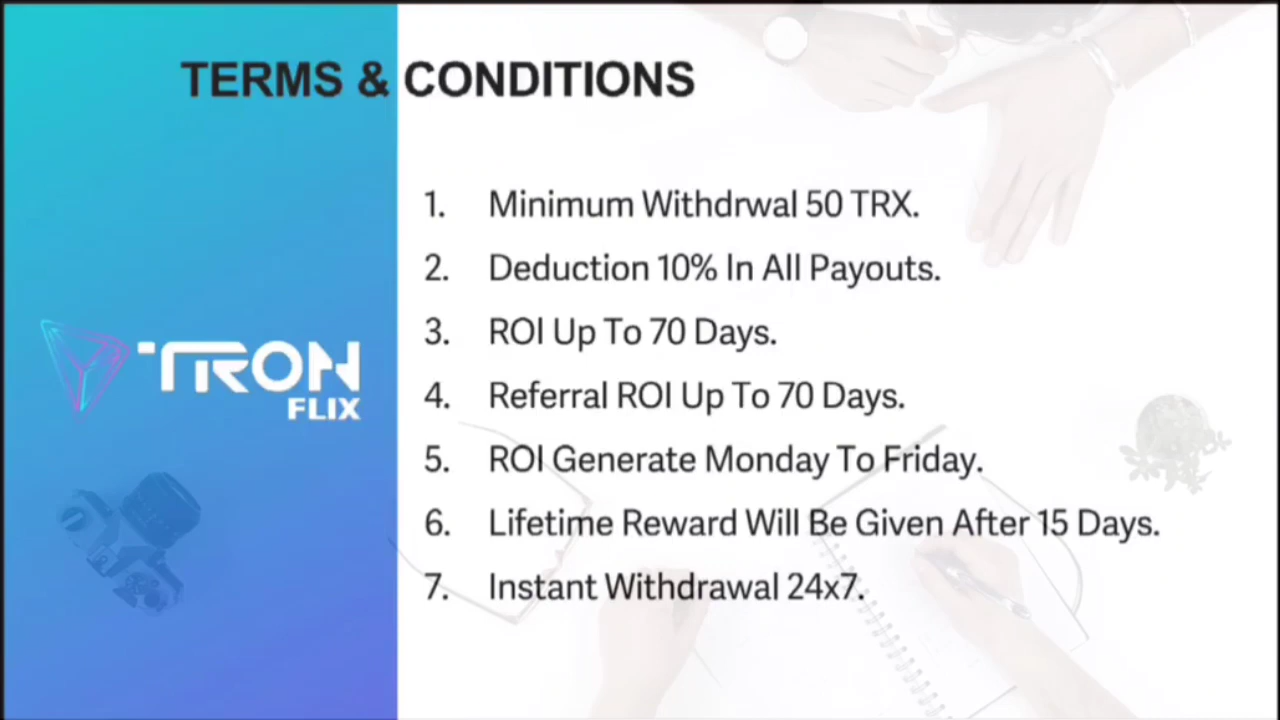 TERMS & CONDITIONS
1. Minimum Withdrwal 50 TRX.
2. Deduction 10% In All Payouts.
3. ROI Up To 70 Days.
4. Referral ROI Up To 70 Days.
5. ROI Generate Monday To Friday.
6. Lifetime Reward Will Be Given After 15 Days.
7. Instant Withdrawal 24x7.
TRON
FLIX